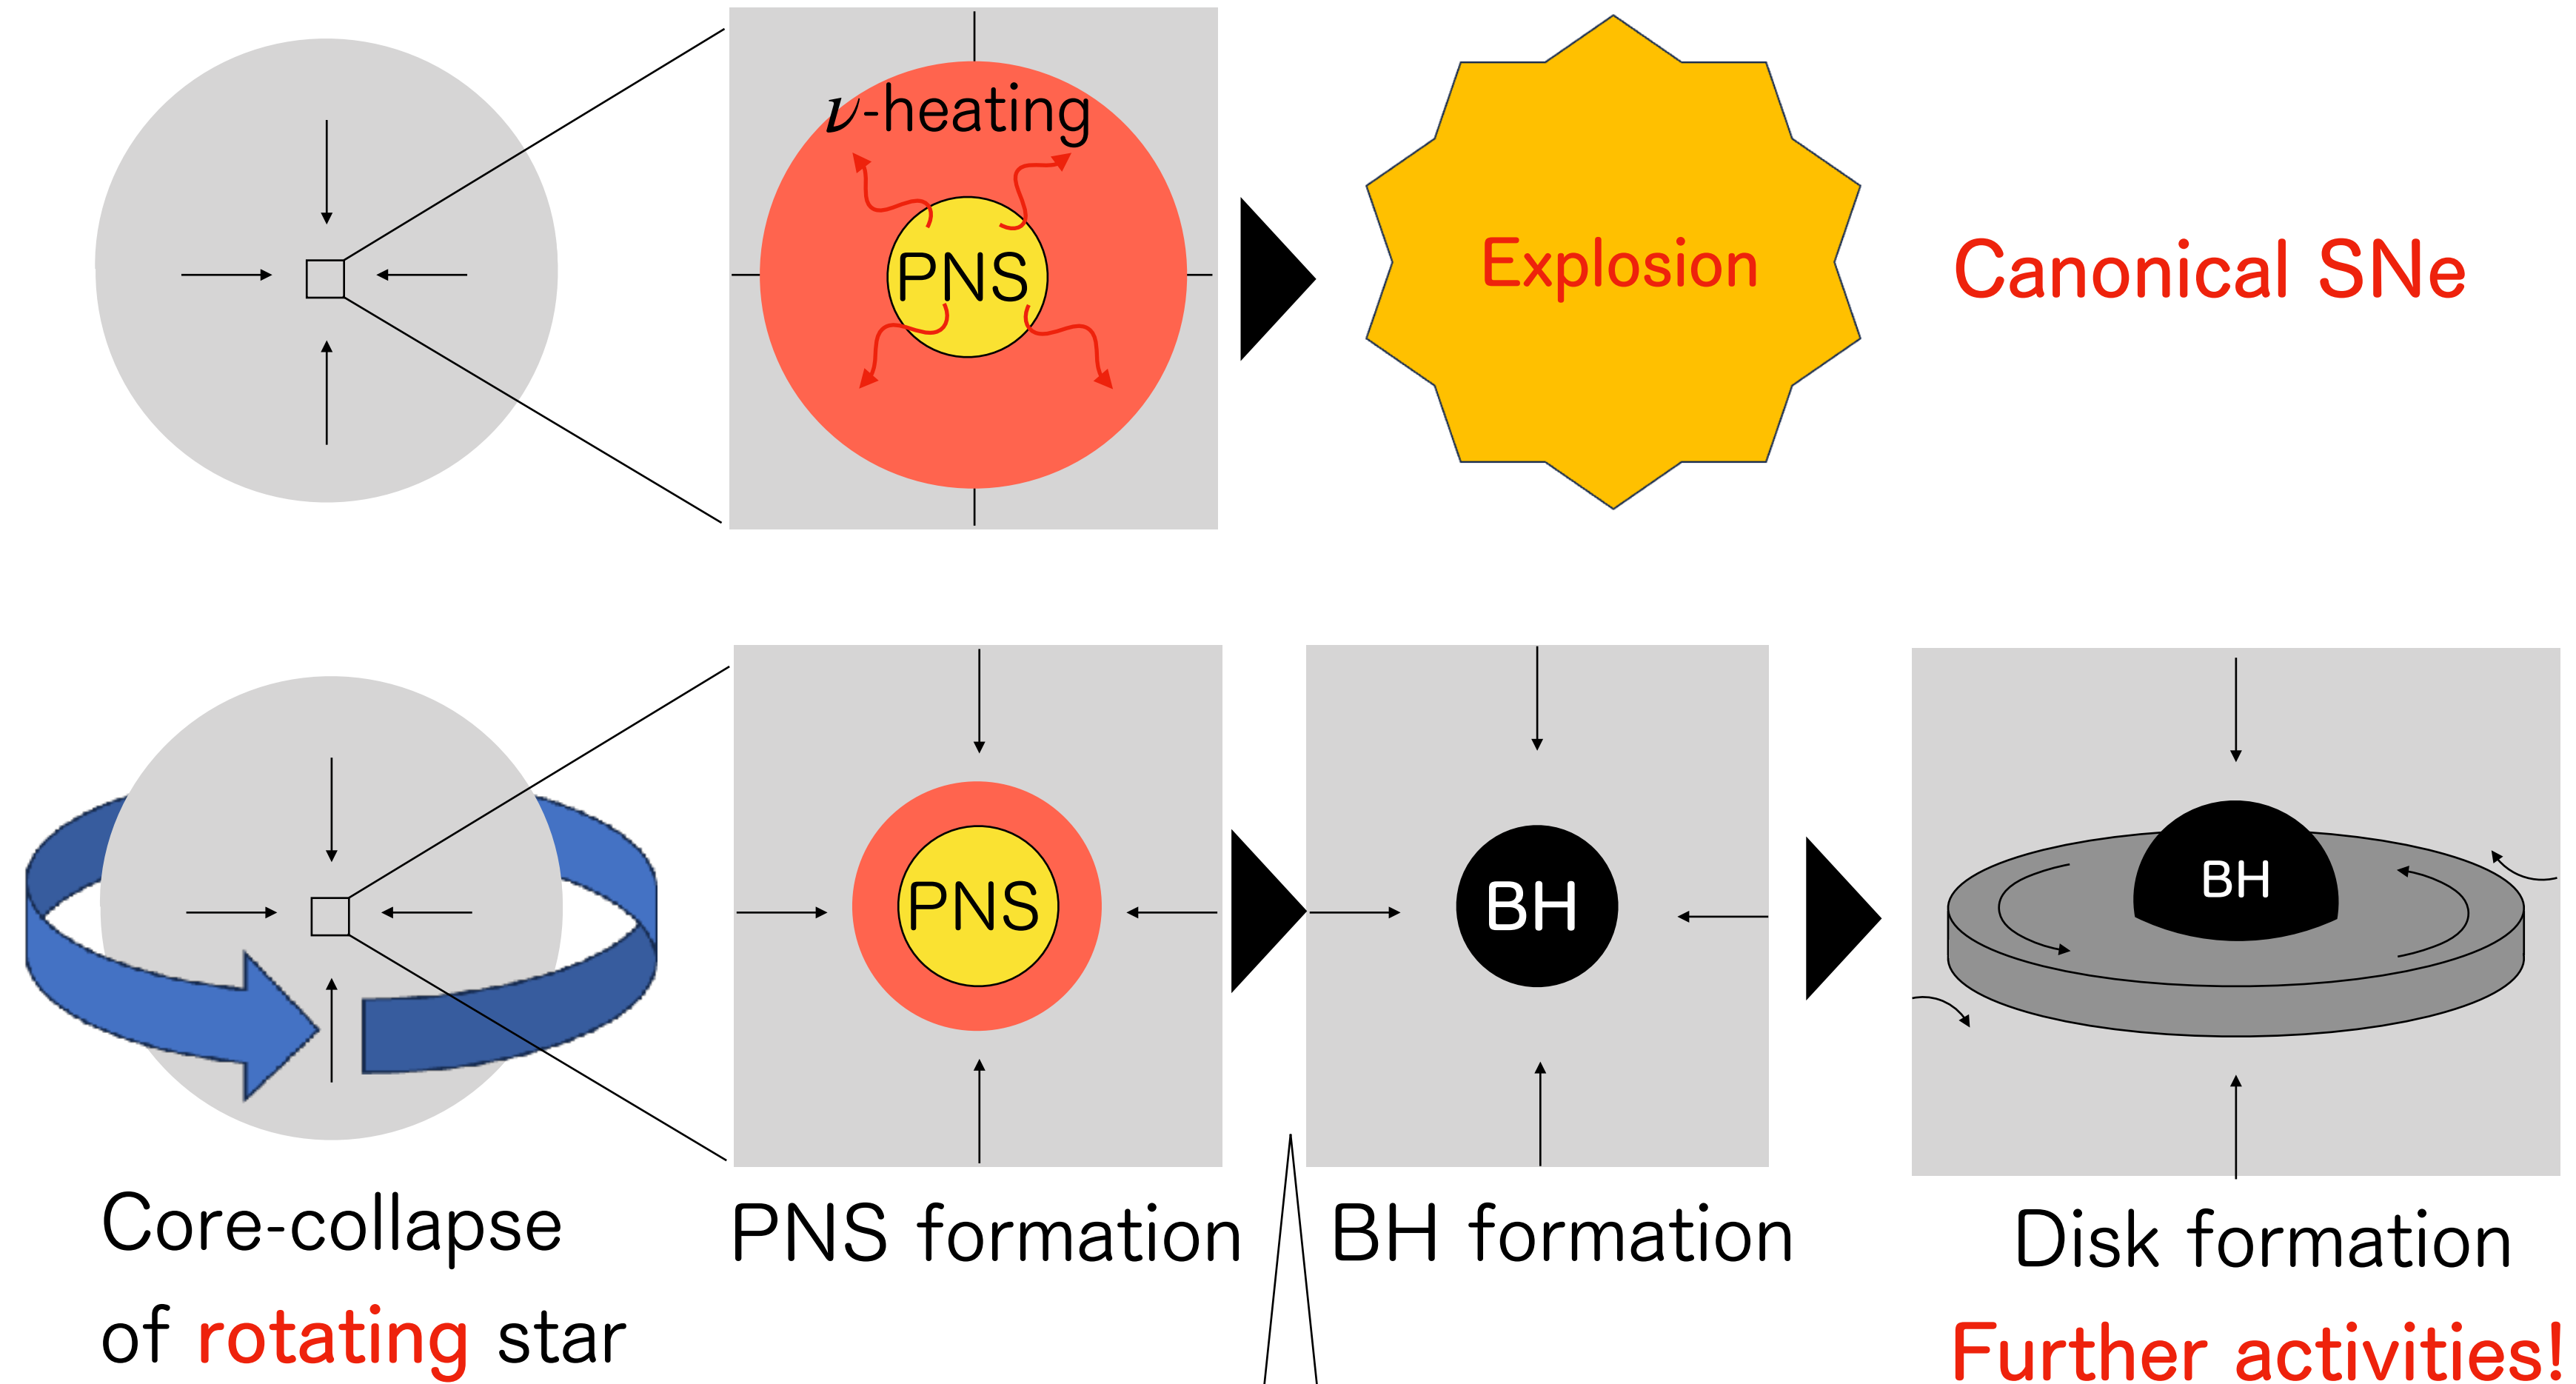 ν-heating
PNS
Explosion
Canonical SNe
PNS
BH
BH
Core-collapse
of rotating star
PNS formation
BH formation
Disk formation
Further activities!